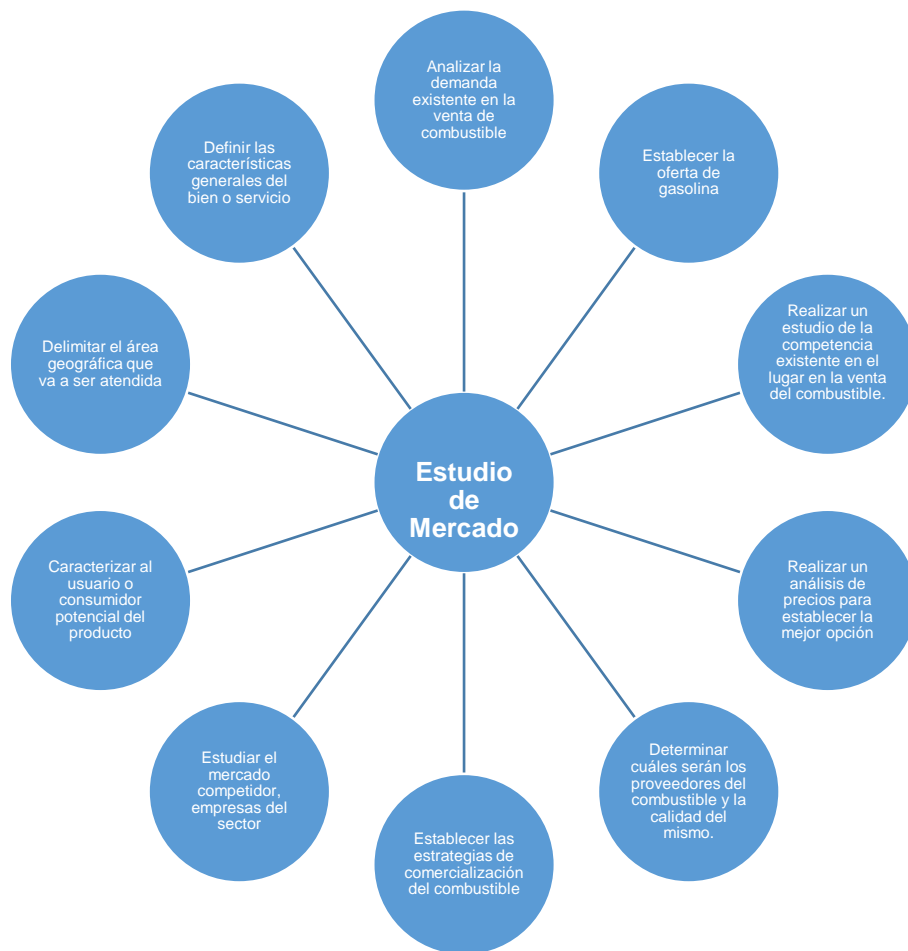 Analizar la
demanda
existente en la
venta de
combustible
Establecer la
oferta de
gasolina
Realizar un
estudio de la
competencia
existente en el
lugar en la venta
del combustible.
Realizar un
análisis de
precios para
establecer la
mejor opción
Determinar
cuáles serán los
proveedores del
combustible y la
calidad del
mismo.
Establecer las
estrategias de
comercialización
del combustible
Estudiar el
mercado
competidor,
empresas del
sector
Caracterizar al
usuario o
consumidor
potencial del
producto
Delimitar el área
geográfica que
va a ser atendida
Definir las
características
generales del
bien o servicio
Estudio
de
Mercado